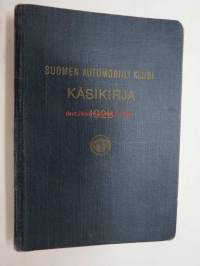 SUOMEN AUTOMOBIILI KLUBI
KÄSIKIRJA
1928